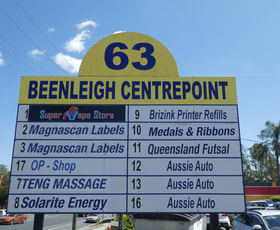 63
BEENLEIGH CENTREPOINT
1 Super Vape Store
2 Magnascan Labels
3 Magnascan Labels
17 OP - Shop
7 TENG MASSAGE
8 Solarite Energy
9 Brizink Printer Refills
10 Medals & Ribbons
11 Queensland Futsal
12 Aussie Auto
13 Aussie Auto
16 Aussie Auto